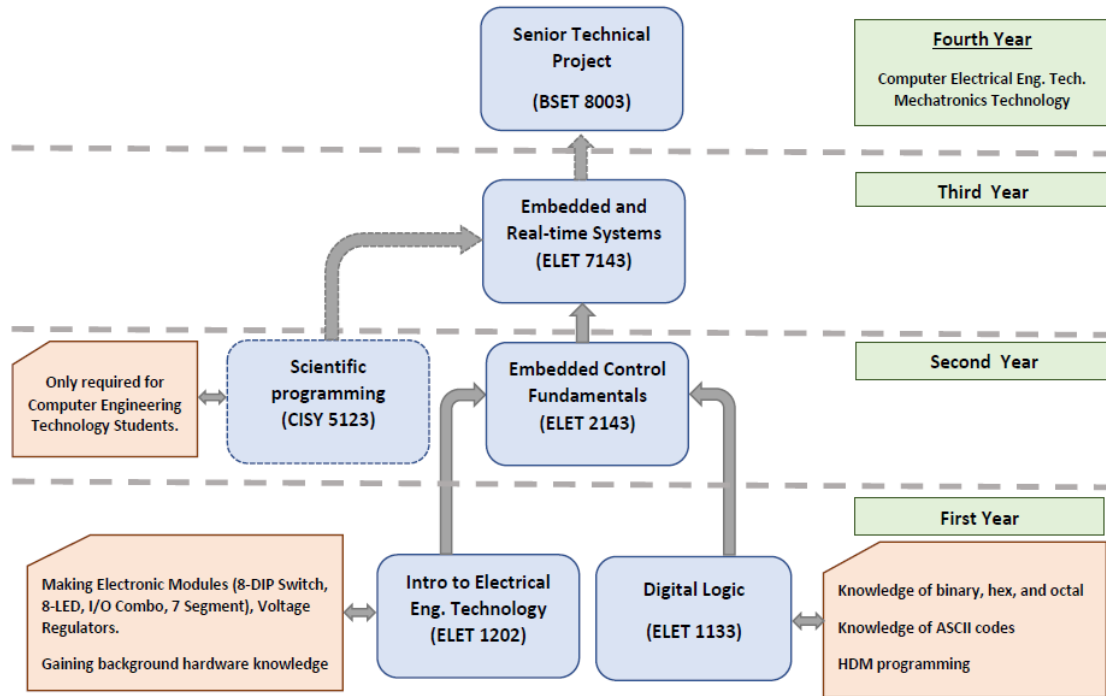 Senior Technical
Project
(BSET 8003)
Fourth Year
Computer Electrical Eng. Tech.
Mechatronics Technology
Third Year
Embedded and
Real-time Systems
(ELET 7143)
Second Year
Only required for
Computer Engineering
Technology Students.
Scientific
programming
(CISY 5123)
Embedded Control
Fundamentals
(ELET 2143)
First Year
Making Electronic Modules (8-DIP Switch,
8-LED, I/O Combo, 7 Segment), Voltage
Regulators.
Gaining background hardware knowledge
Intro to Electrical
Eng. Technology
(ELET 1202)
Digital Logic
(ELET 1133)
Knowledge of binary, hex, and octal
Knowledge of ASCII codes
HDM programming